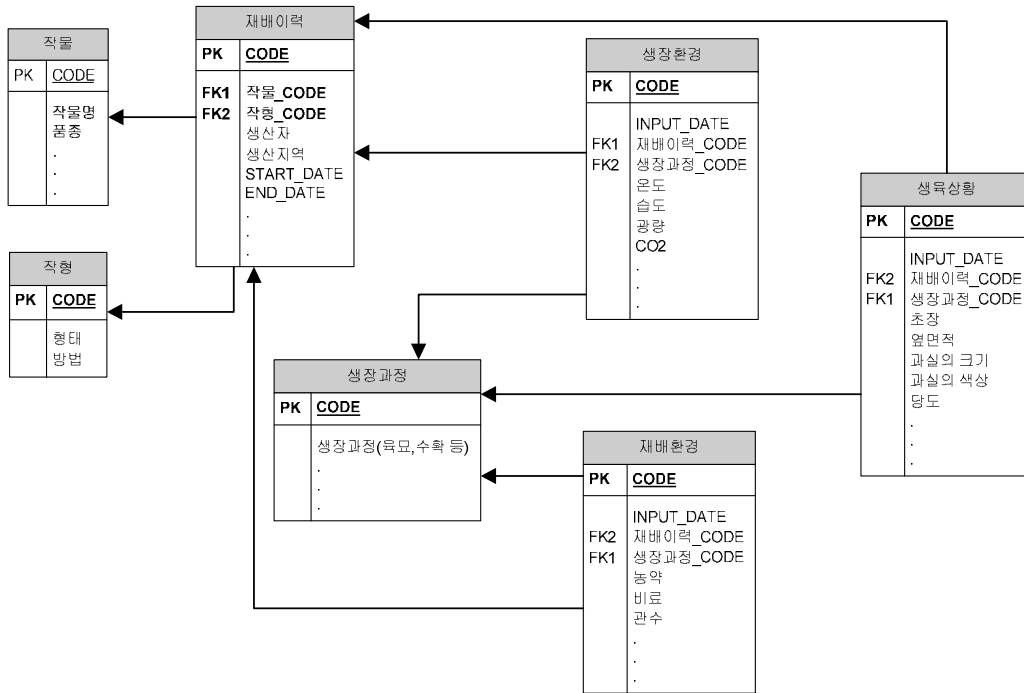 작물
PK CODE
작물명
품종
.
.
.
작형
PK CODE
형태
방법
재배이력
PK CODE
FK1 작물_CODE
FK2 작형_CODE
생산자
생산지역
START_DATE
END_DATE
.
.
.
생장환경
PK CODE
INPUT_DATE
FK1 재배이력_CODE
FK2 생장과정_CODE
온도
습도
광량
CO2
.
.
.
생육상황
PK CODE
INPUT_DATE
FK2 재배이력_CODE
FK1 생장과정_CODE
초장
옆면적
과실의 크기
과실의 색상
당도
.
.
.
생장과정
PK CODE
생장과정(육묘,수확 등)
.
.
.
재배환경
PK CODE
INPUT_DATE
FK2 재배이력_CODE
FK1 생장과정_CODE
농약
비료
관수
.
.
.